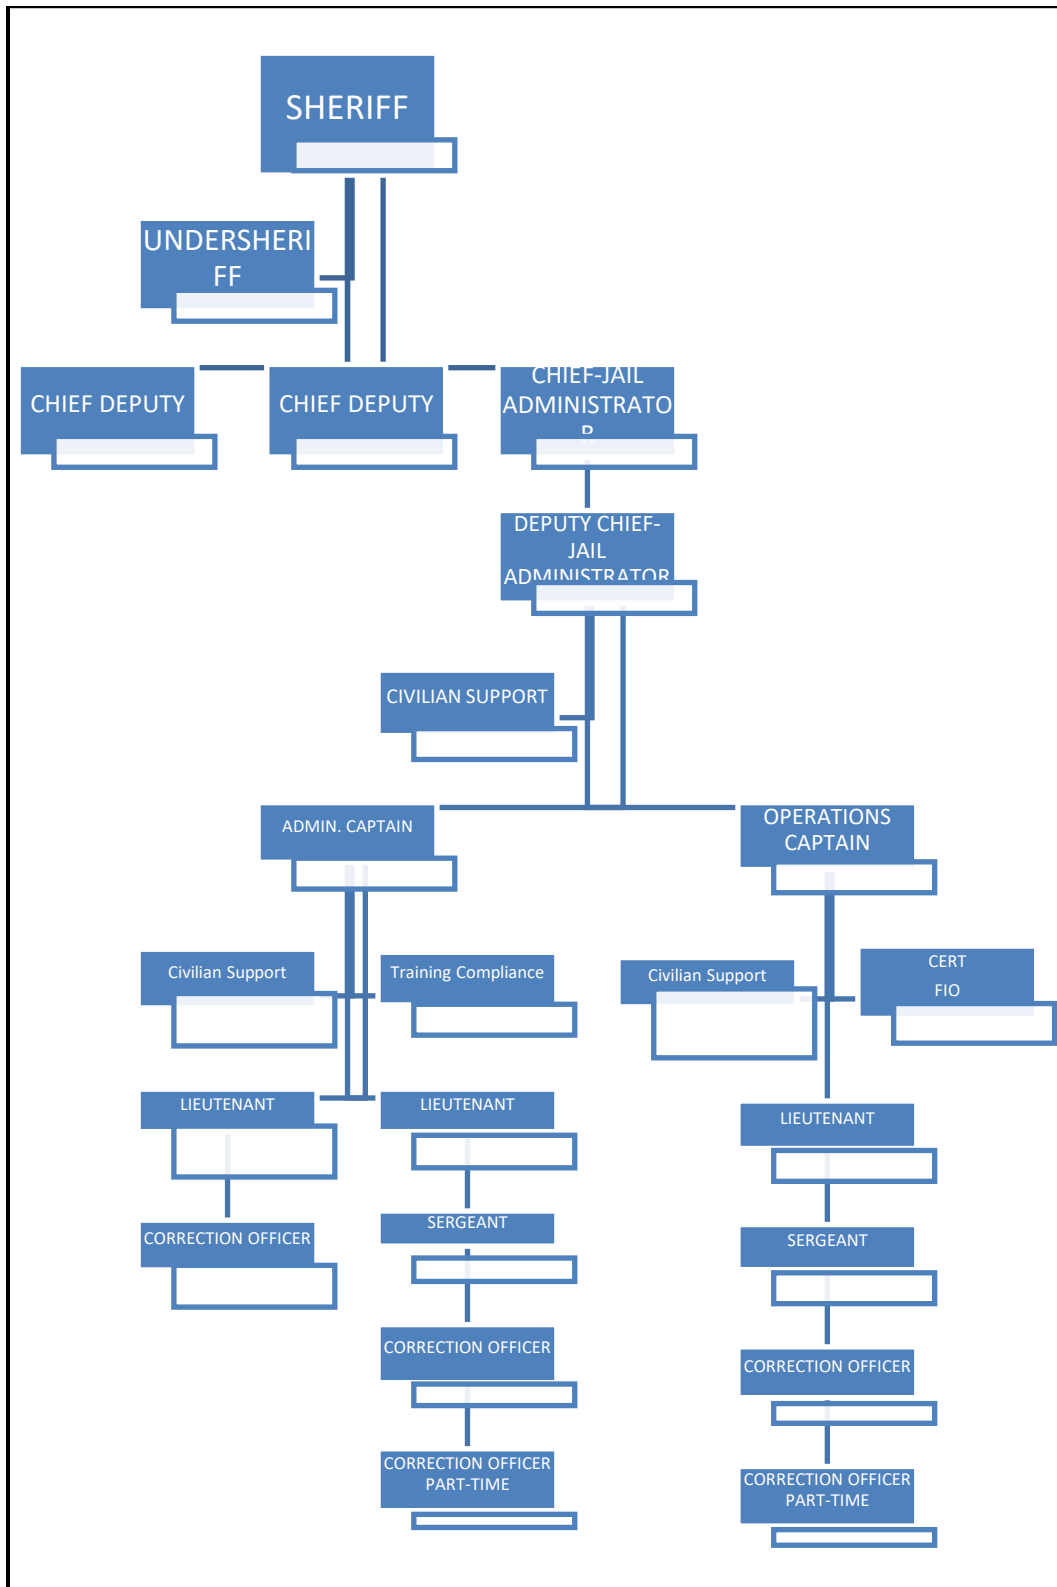 SHERIFF
UNDERSHERI
FF
CHIEF DEPUTY
CHIEF DEPUTY
CHIEF-JAIL
ADMINISTRATO
R
DEPUTY CHIEF-
JAIL
ADMINISTRATOR
CIVILIAN SUPPORT
ADMIN. CAPTAIN
OPERATIONS
CAPTAIN
Civilian Support
Training Compliance
Civilian Support
CERT
FIO
LIEUTENANT
LIEUTENANT
LIEUTENANT
CORRECTION OFFICER
SERGEANT
SERGEANT
CORRECTION OFFICER
CORRECTION OFFICER
CORRECTION OFFICER
PART-TIME
CORRECTION OFFICER
PART-TIME